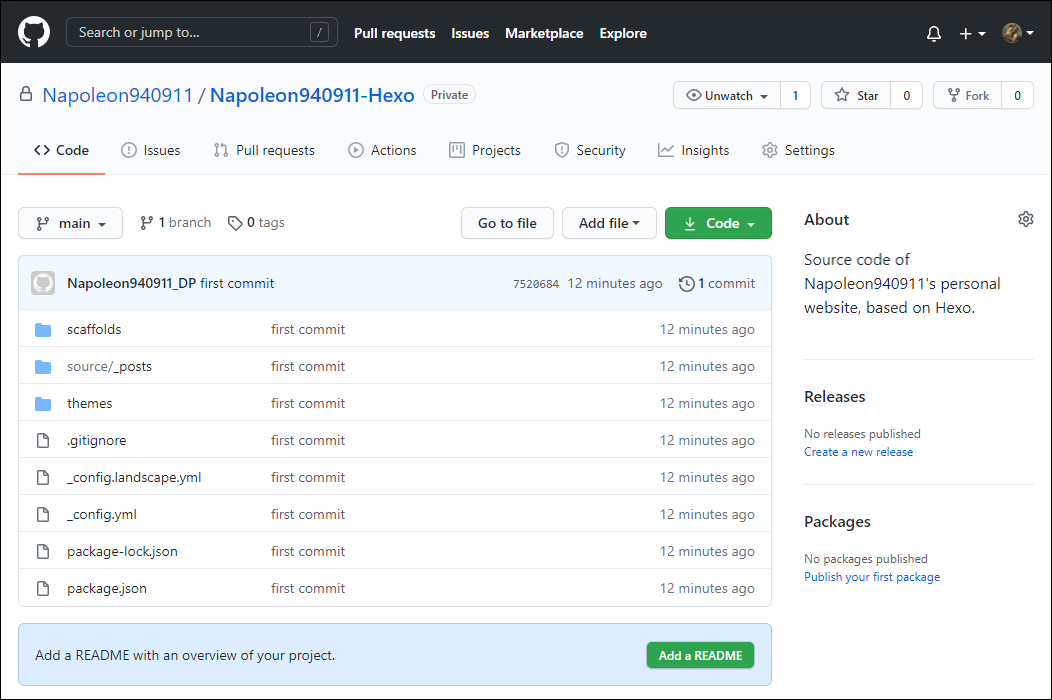 Search or jump to... /
Pull requests Issues Marketplace Explore
Napoleon940911 / Napoleon940911-Hexo Private
Unwatch 1 Star 0 Fork 0
Code Issues Pull requests Actions Projects Security Insights Settings
main 1 branch 0 tags
Go to file Add file Code
Napoleon940911_DP first commit 7520684 12 minutes ago 1 commit
scaffolds first commit 12 minutes ago
source/_posts first commit 12 minutes ago
themes first commit 12 minutes ago
.gitignore first commit 12 minutes ago
_config.landscape.yml first commit 12 minutes ago
_config.yml first commit 12 minutes ago
package-lock.json first commit 12 minutes ago
package.json first commit 12 minutes ago
Add a README with an overview of your project. Add a README
About
Source code of
Napoleon940911's personal
website, based on Hexo.
Releases
No releases published
Create a new release
Packages
No packages published
Publish your first package